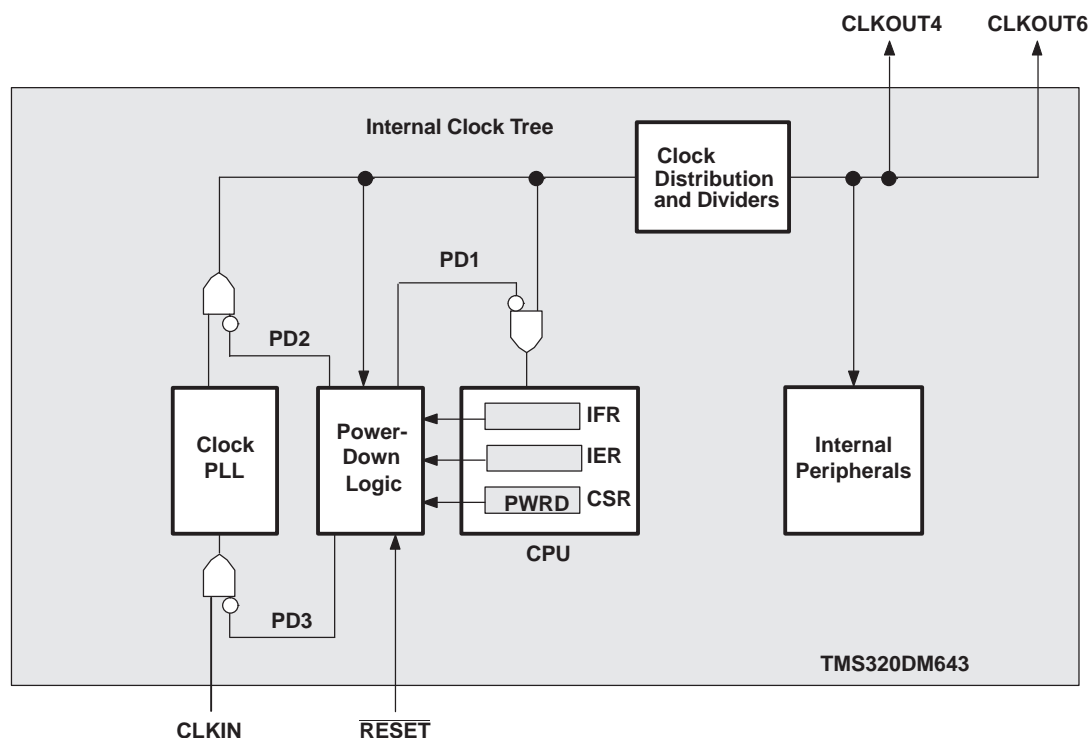 CLKOUT4
CLKOUT6
Internal Clock Tree
Clock
Distribution
and Dividers
PD1
PD2
Clock
PLL
Power-
Down
Logic
IFR
IER
PWRD
CSR
CPU
Internal
Peripherals
PD3
TMS320DM643
CLKIN
RESET